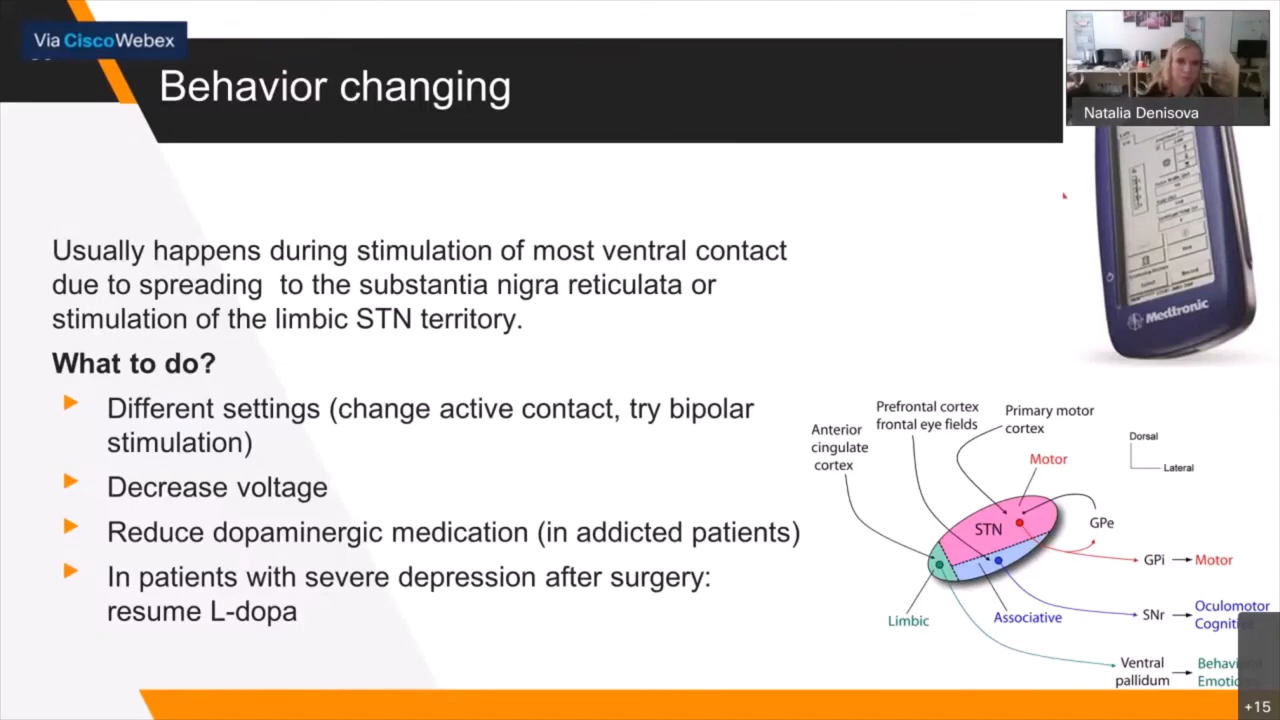 Via CiscoWebex
Behavior changing
Natalia Denisova
Usually happens during stimulation of most ventral contact
due to spreading to the substantia nigra reticulata or
stimulation of the limbic STN territory.
What to do?
Different settings (change active contact, try bipolar
stimulation)
Decrease voltage
Reduce dopaminergic medication (in addicted patients)
In patients with severe depression after surgery:
resume L-dopa
Medtronic
Anterior
cingulate
cortex
Prefrontal cortex
frontal eye fields
Primary motor
cortex
Motor
Dorsal
Lateral
STN
GPe
GPi
Motor
SNr
Oculomotor
Cognitive
Limbic
Associative
Ventral
pallidum
Behav
Emoti
+15